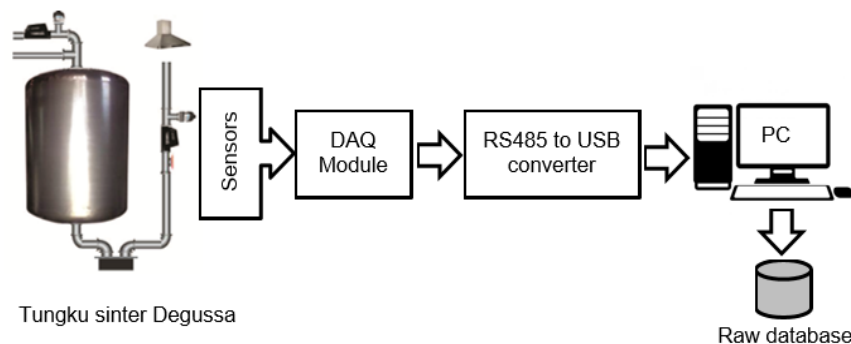 Sensors
DAQ
Module
RS485 to USB
converter
PC
Tungku sinter Degussa
Raw database